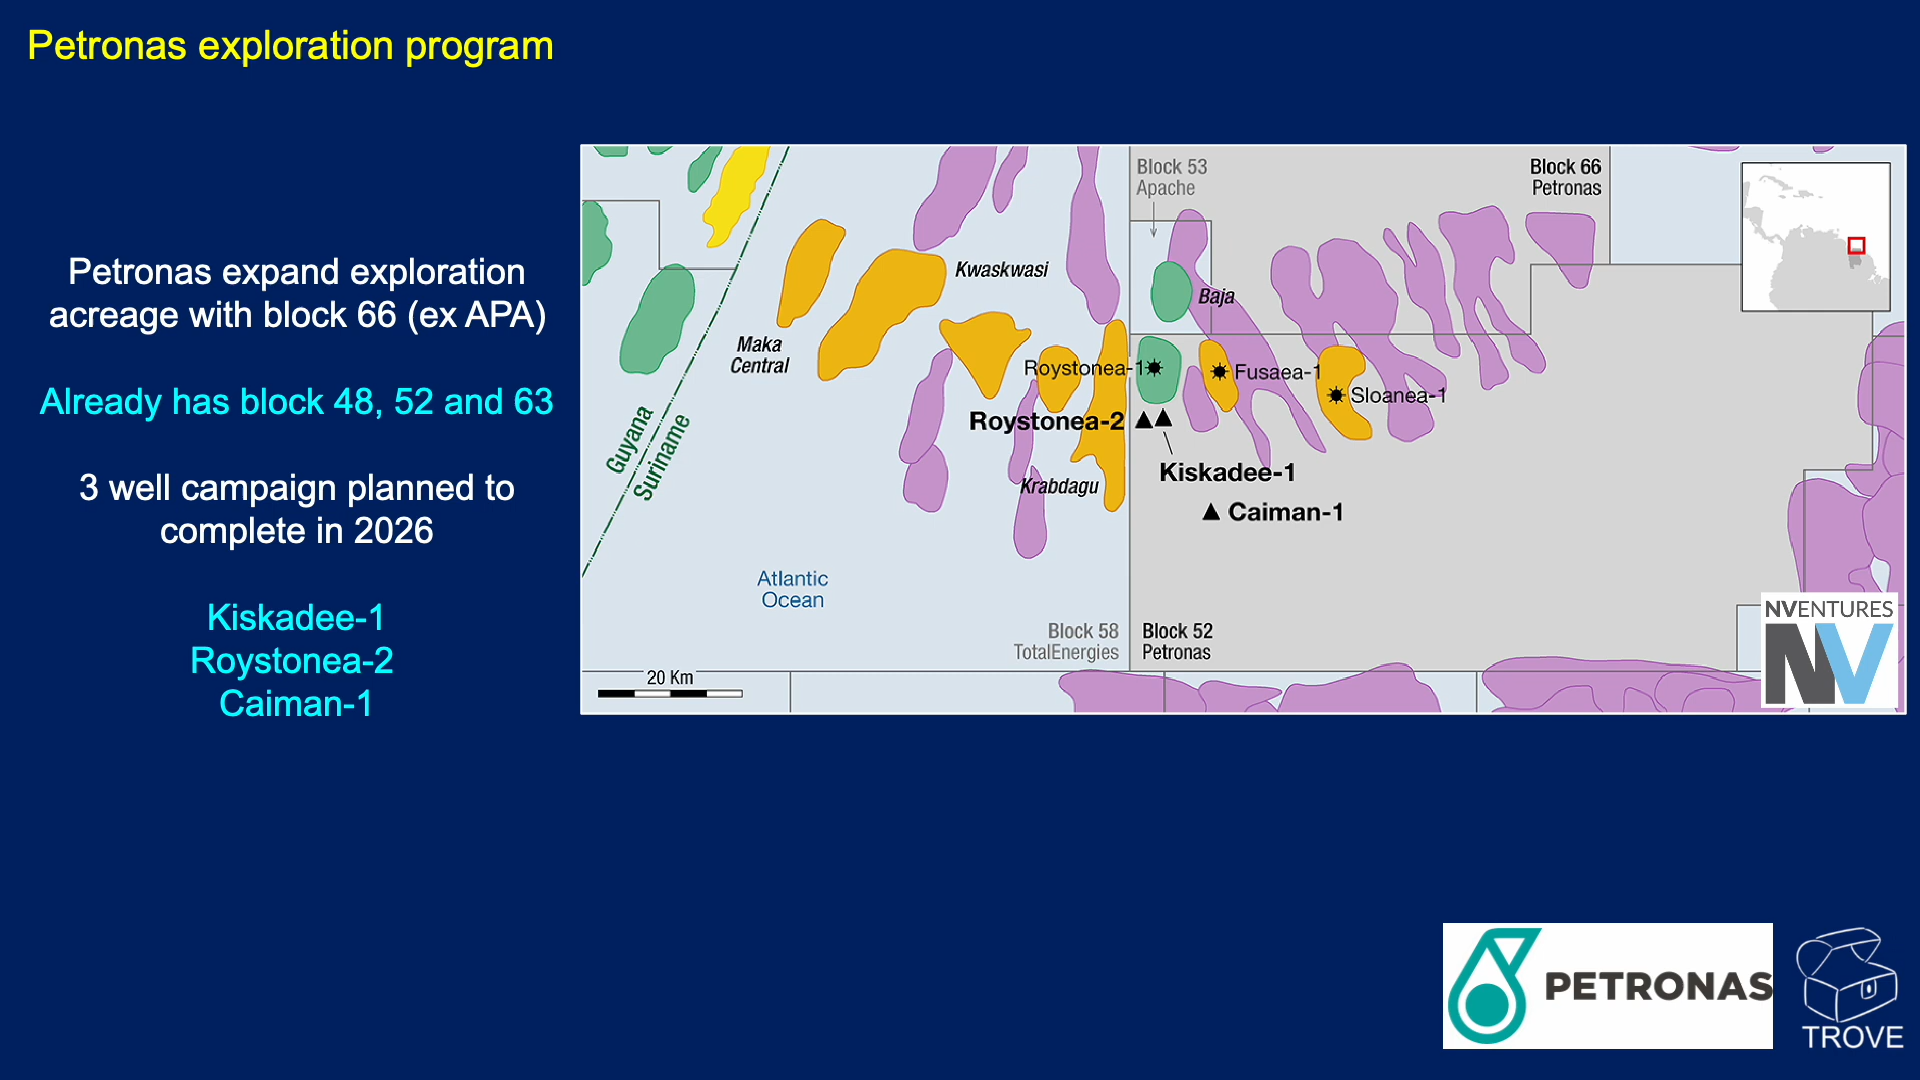 Petronas exploration program
Petronas expand exploration
acreage with block 66 (ex APA)
Already has block 48, 52 and 63
3 well campaign planned to
complete in 2026
Kiskadee-1
Roystonea-2
Caiman-1
Block 53
Apache
Block 66
Petronas
Kwaskwasi
Baja
Maka
Central
Roystonea-1
Fusaea-1
Sloanea-1
Roystonea-2
Guyana
Suriname
Kiskadee-1
Krabdagu
Caiman-1
Atlantic
Ocean
Block 58
TotalEnergies
Block 52
Petronas
20 Km
NVENTURES
NV
PETRONAS
TROVE